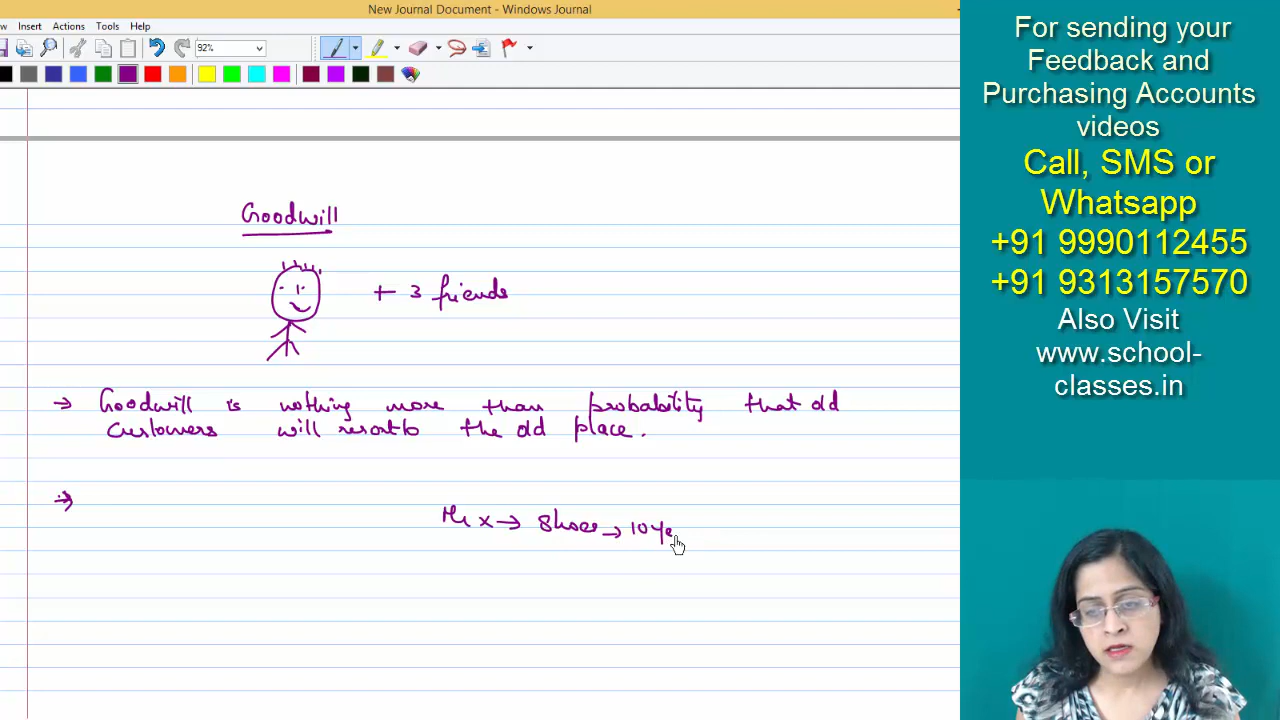 New Journal Document - Windows Journal
Insert Actions Tools Help
92%
Goodwill
+ 3 friends
→ Goodwill is nothing more than probability that old
customers will resort to the old place.
→
Mr X → Shoes → 10 Ye
For sending your
Feedback and
Purchasing Accounts
videos
Call, SMS or
Whatsapp
+91 9990112455
+91 9313157570
Also Visit
www.school-
classes.in